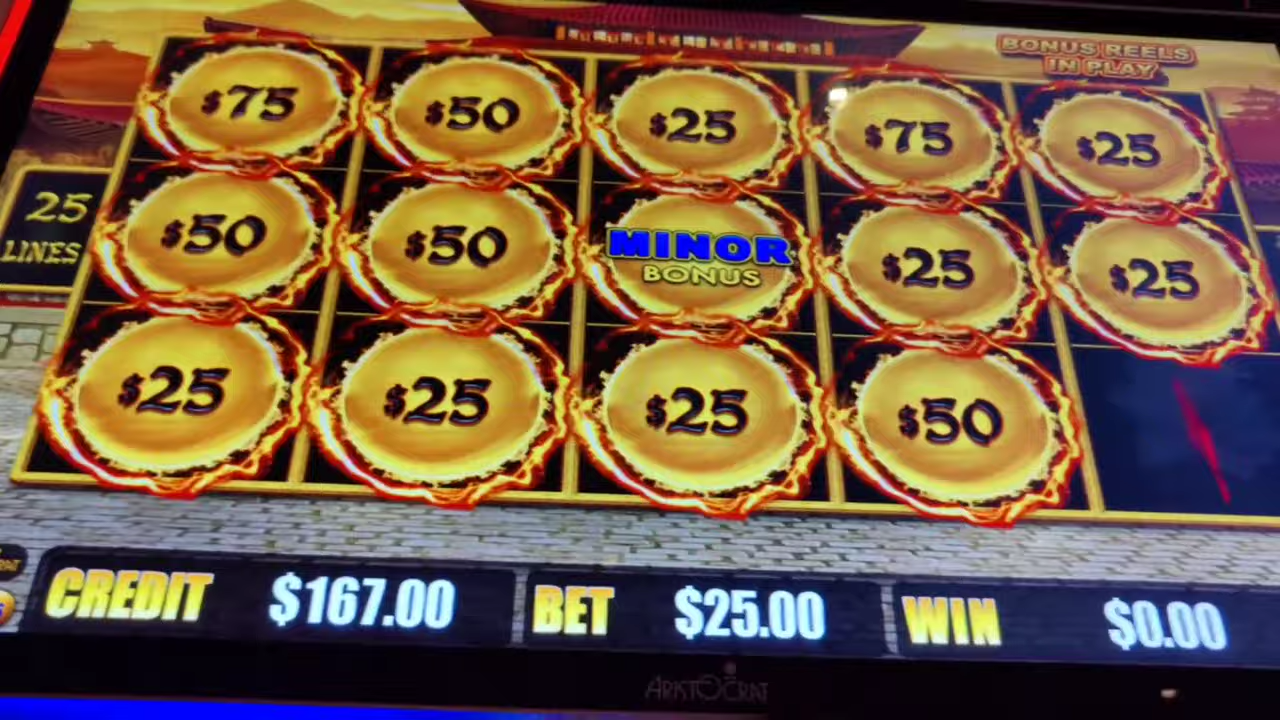 BONUS REELS
IN PLAY
$75 $50 $25 $75 $25
25
LINES
$50 $50 MINOR $25 $25
BONUS
$25 $25 $25 $50
CREDIT $167.00 BET $25.00 WIN $0.00
ARISTOCRAT